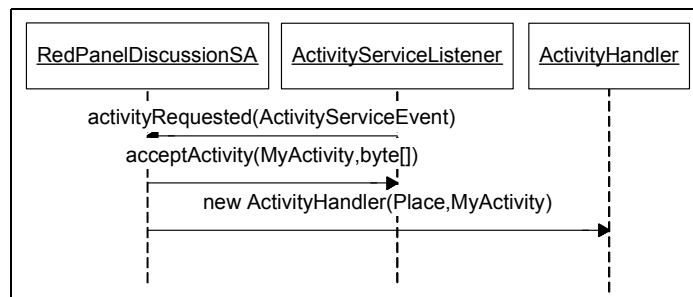 RedPanelDiscussionSA
ActivityServiceListener
ActivityHandler
activityRequested(ActivityServiceEvent)
acceptActivity(MyActivity,byte[])
new ActivityHandler(Place,MyActivity)